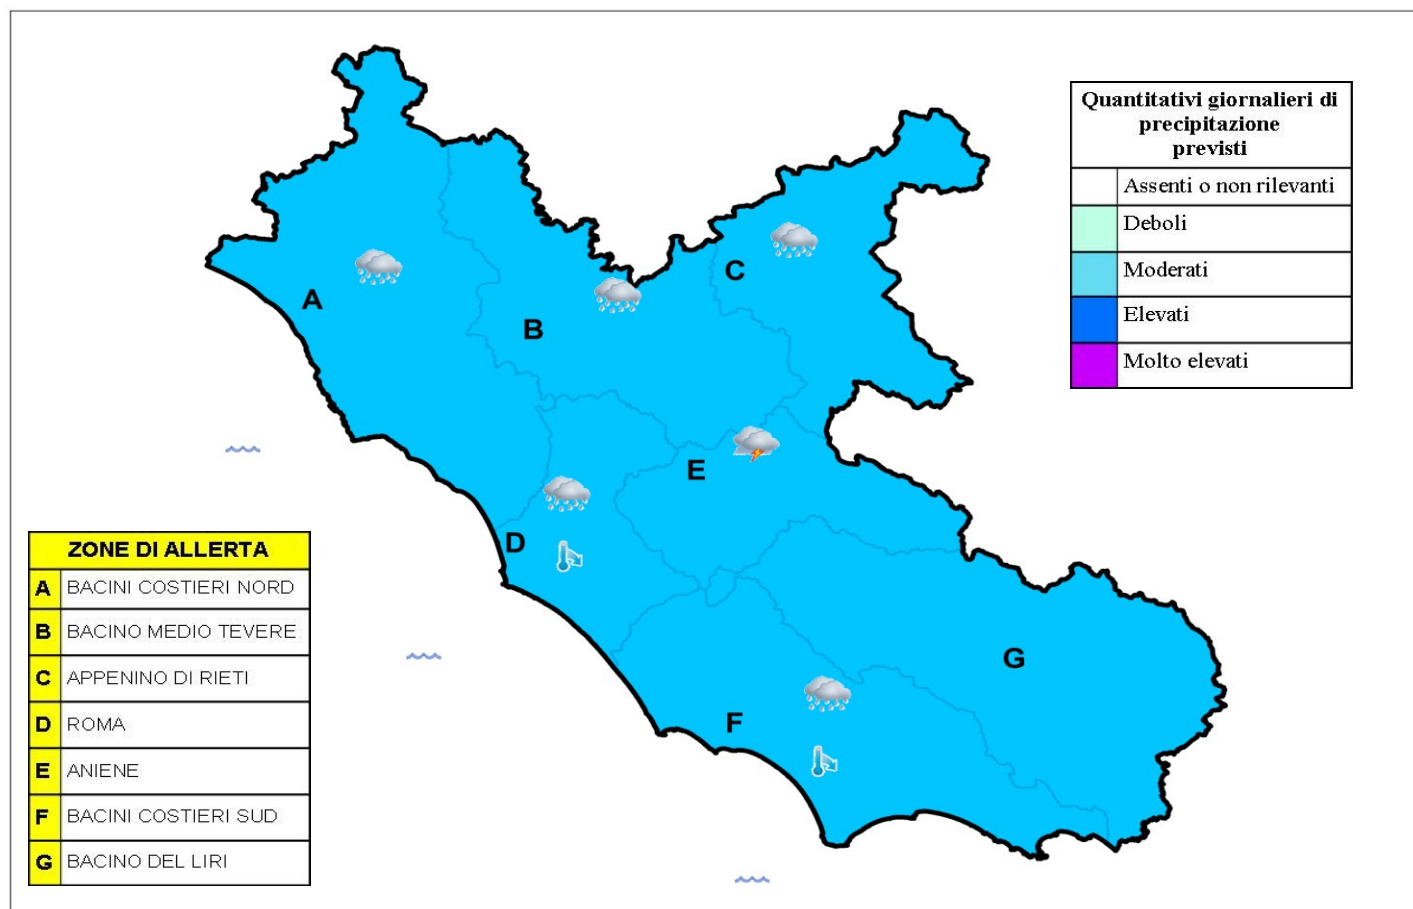 Quantitativi giornalieri di
precipitazione
previsti
Assenti o non rilevanti
Deboli
Moderati
Elevati
Molto elevati
C
A
B
E
D
G
F
ZONE DI ALLERTA
A BACINI COSTIERI NORD
B BACINO MEDIO TEVERE
C APPENINO DI RIETI
D ROMA
E ANIENE
F BACINI COSTIERI SUD
G BACINO DEL LIRI